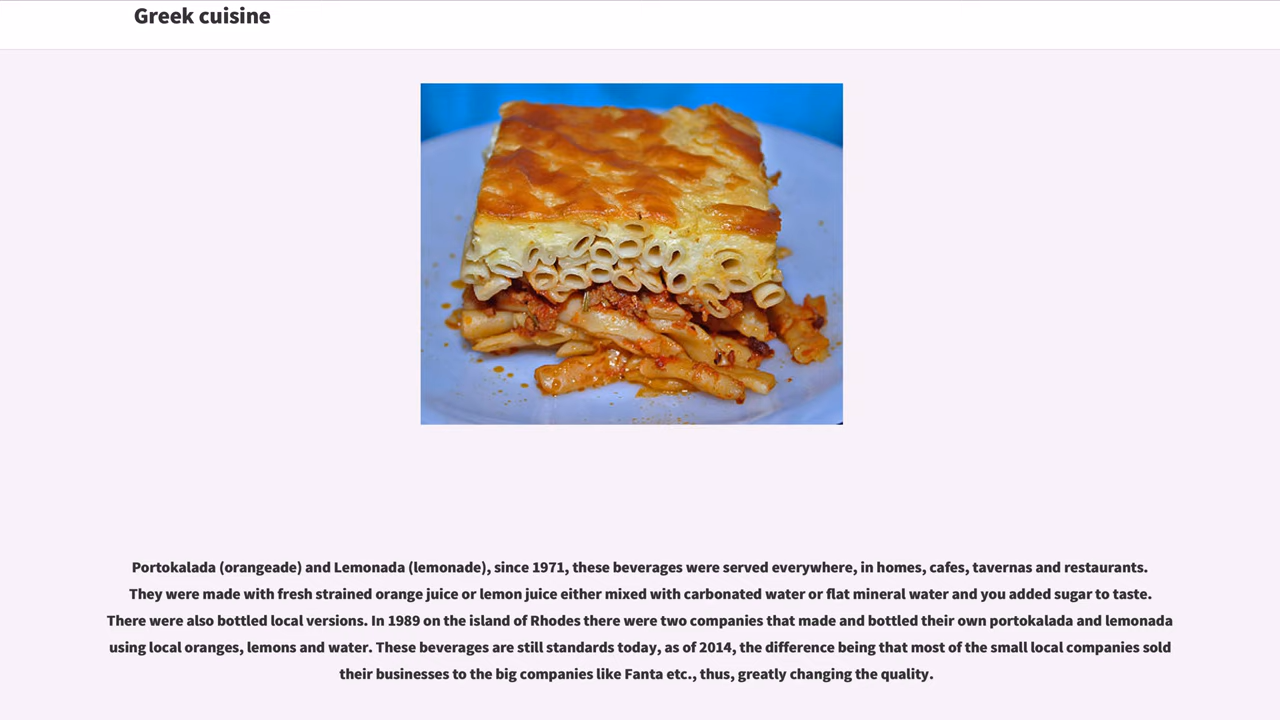 Greek cuisine
Portokalada (orangeade) and Lemonada (lemonade), since 1971, these beverages were served everywhere, in homes, cafes, tavernas and restaurants.
They were made with fresh strained orange juice or lemon juice either mixed with carbonated water or flat mineral water and you added sugar to taste.
There were also bottled local versions. In 1989 on the island of Rhodes there were two companies that made and bottled their own portokalada and lemonada
using local oranges, lemons and water. These beverages are still standards today, as of 2014, the difference being that most of the small local companies sold
their businesses to the big companies like Fanta etc., thus, greatly changing the quality.